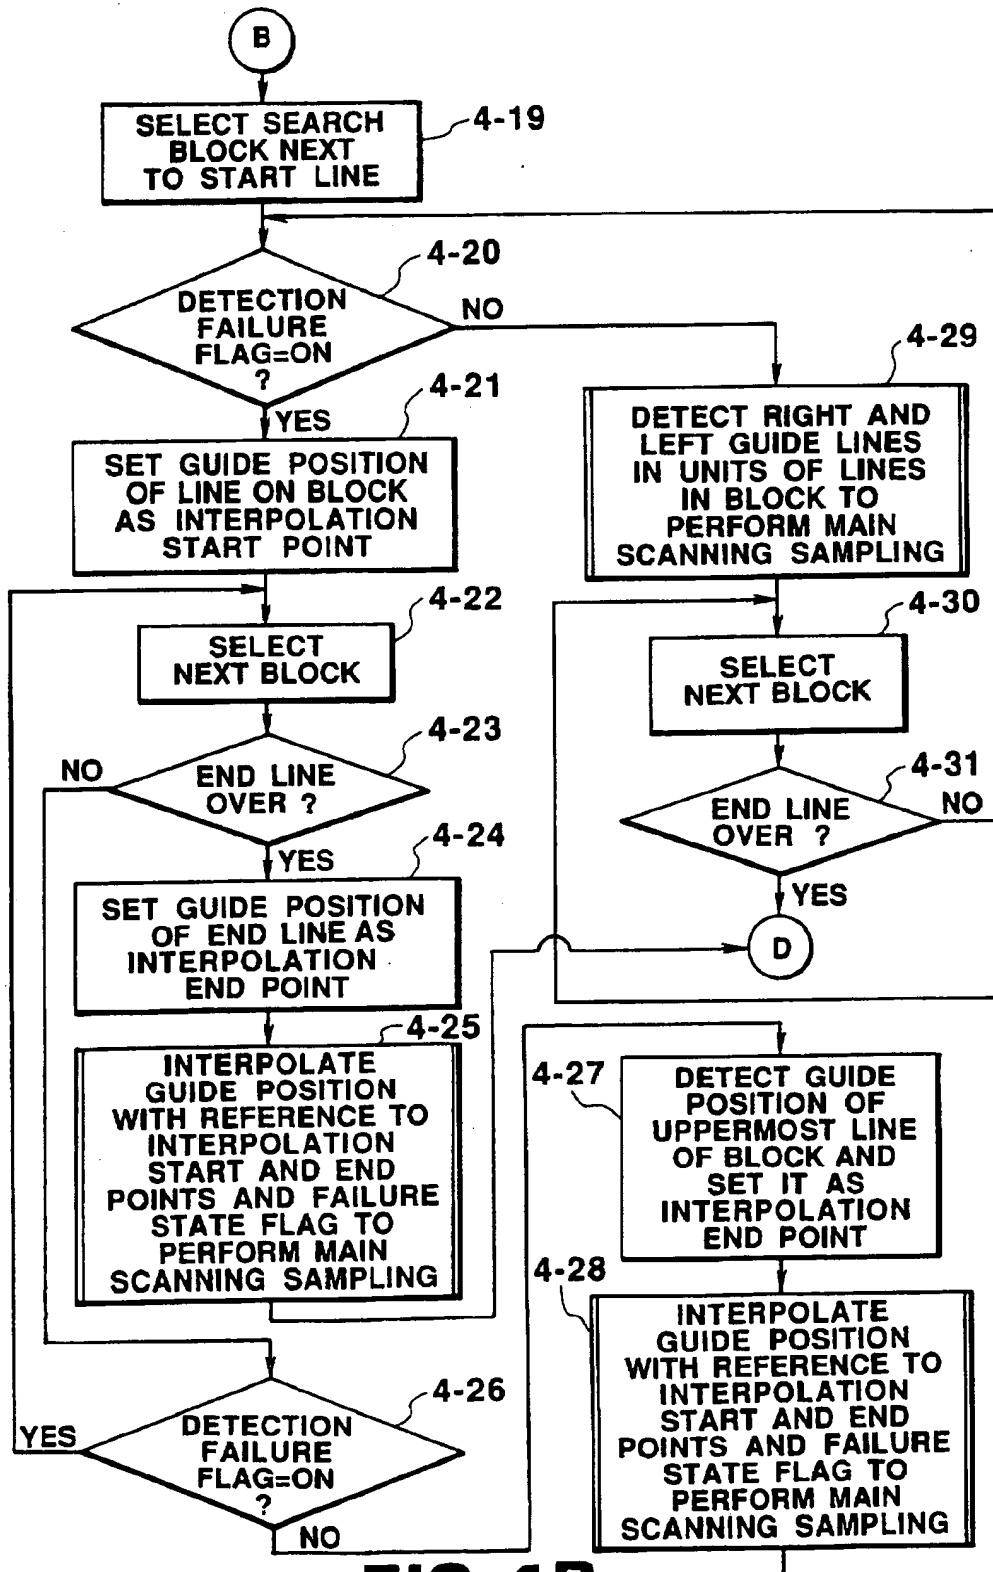 B
SELECT SEARCH
BLOCK NEXT
TO START LINE
4-19
4-20
DETECTION
FAILURE
FLAG=ON
?
NO
YES
4-21
SET GUIDE POSITION
OF LINE ON BLOCK
AS INTERPOLATION
START POINT
4-22
SELECT
NEXT BLOCK
4-23
NO
END LINE
OVER ?
YES
4-24
SET GUIDE POSITION
OF END LINE AS
INTERPOLATION
END POINT
4-25
INTERPOLATE
GUIDE POSITION
WITH REFERENCE TO
INTERPOLATION
START AND END
POINTS AND FAILURE
STATE FLAG TO
PERFORM MAIN
SCANNING SAMPLING
4-26
YES
DETECTION
FAILURE
FLAG=ON
?
NO
4-29
DETECT RIGHT AND
LEFT GUIDE LINES
IN UNITS OF LINES
IN BLOCK TO
PERFORM MAIN
SCANNING SAMPLING
4-30
SELECT
NEXT BLOCK
4-31
END LINE
OVER ?
NO
YES
D
4-27
DETECT GUIDE
POSITION OF
UPPERMOST LINE
OF BLOCK AND
SET IT AS
INTERPOLATION
END POINT
4-28
INTERPOLATE
GUIDE POSITION
WITH REFERENCE TO
INTERPOLATION
START AND END
POINTS AND FAILURE
STATE FLAG TO
PERFORM MAIN
SCANNING SAMPLING